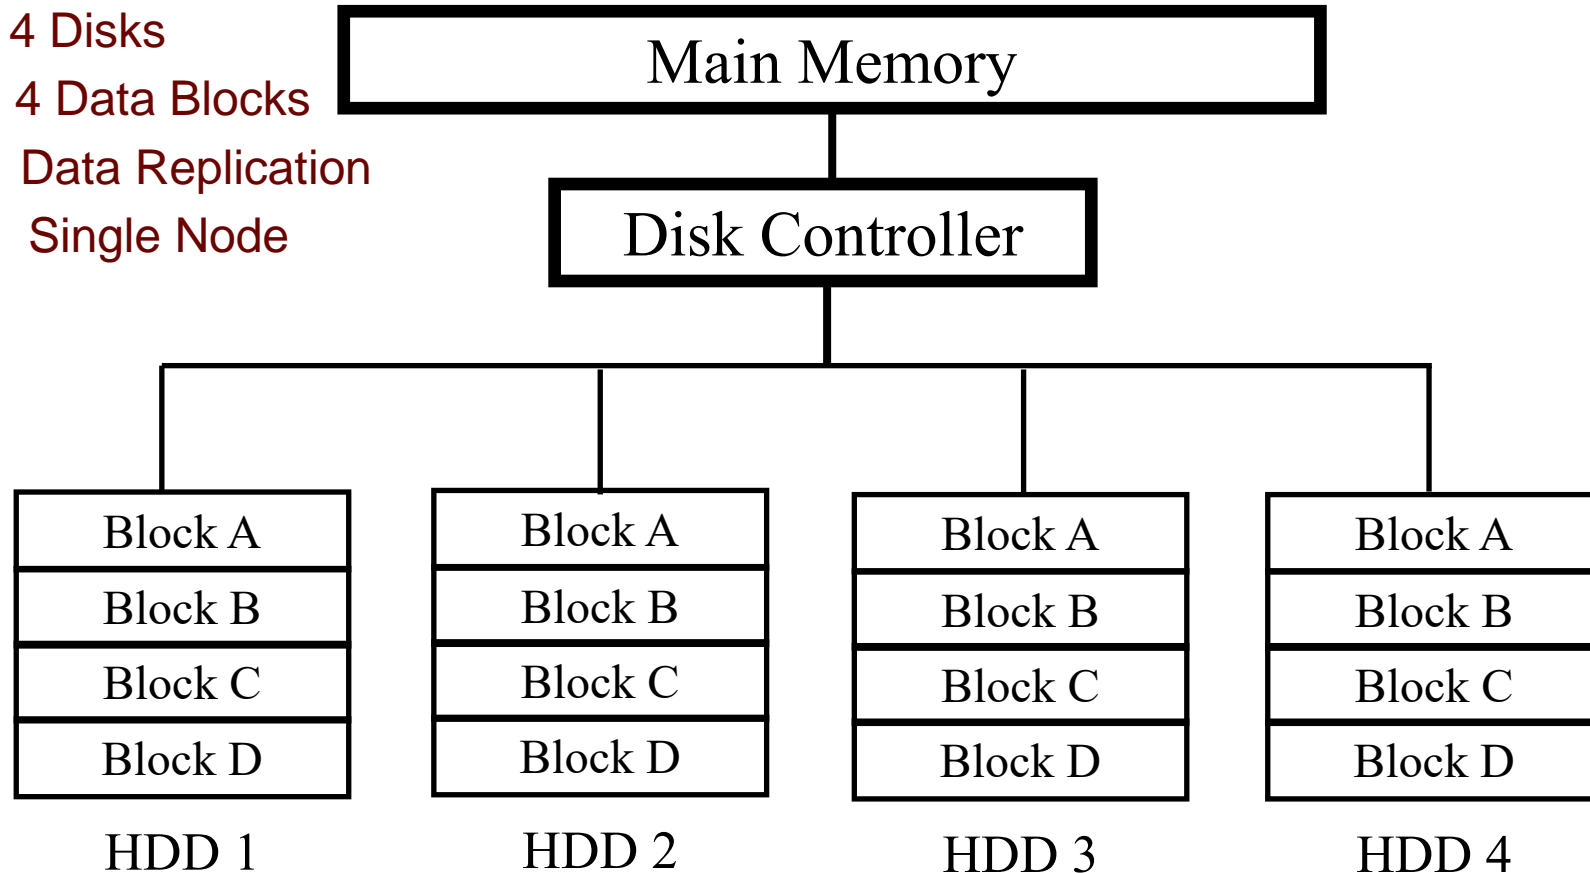 4 Disks
4 Data Blocks
Data Replication
Single Node
Main Memory
Disk Controller
Block A
Block B
Block C
Block D
HDD 1
Block A
Block B
Block C
Block D
HDD 2
Block A
Block B
Block C
Block D
HDD 3
Block A
Block B
Block C
Block D
HDD 4